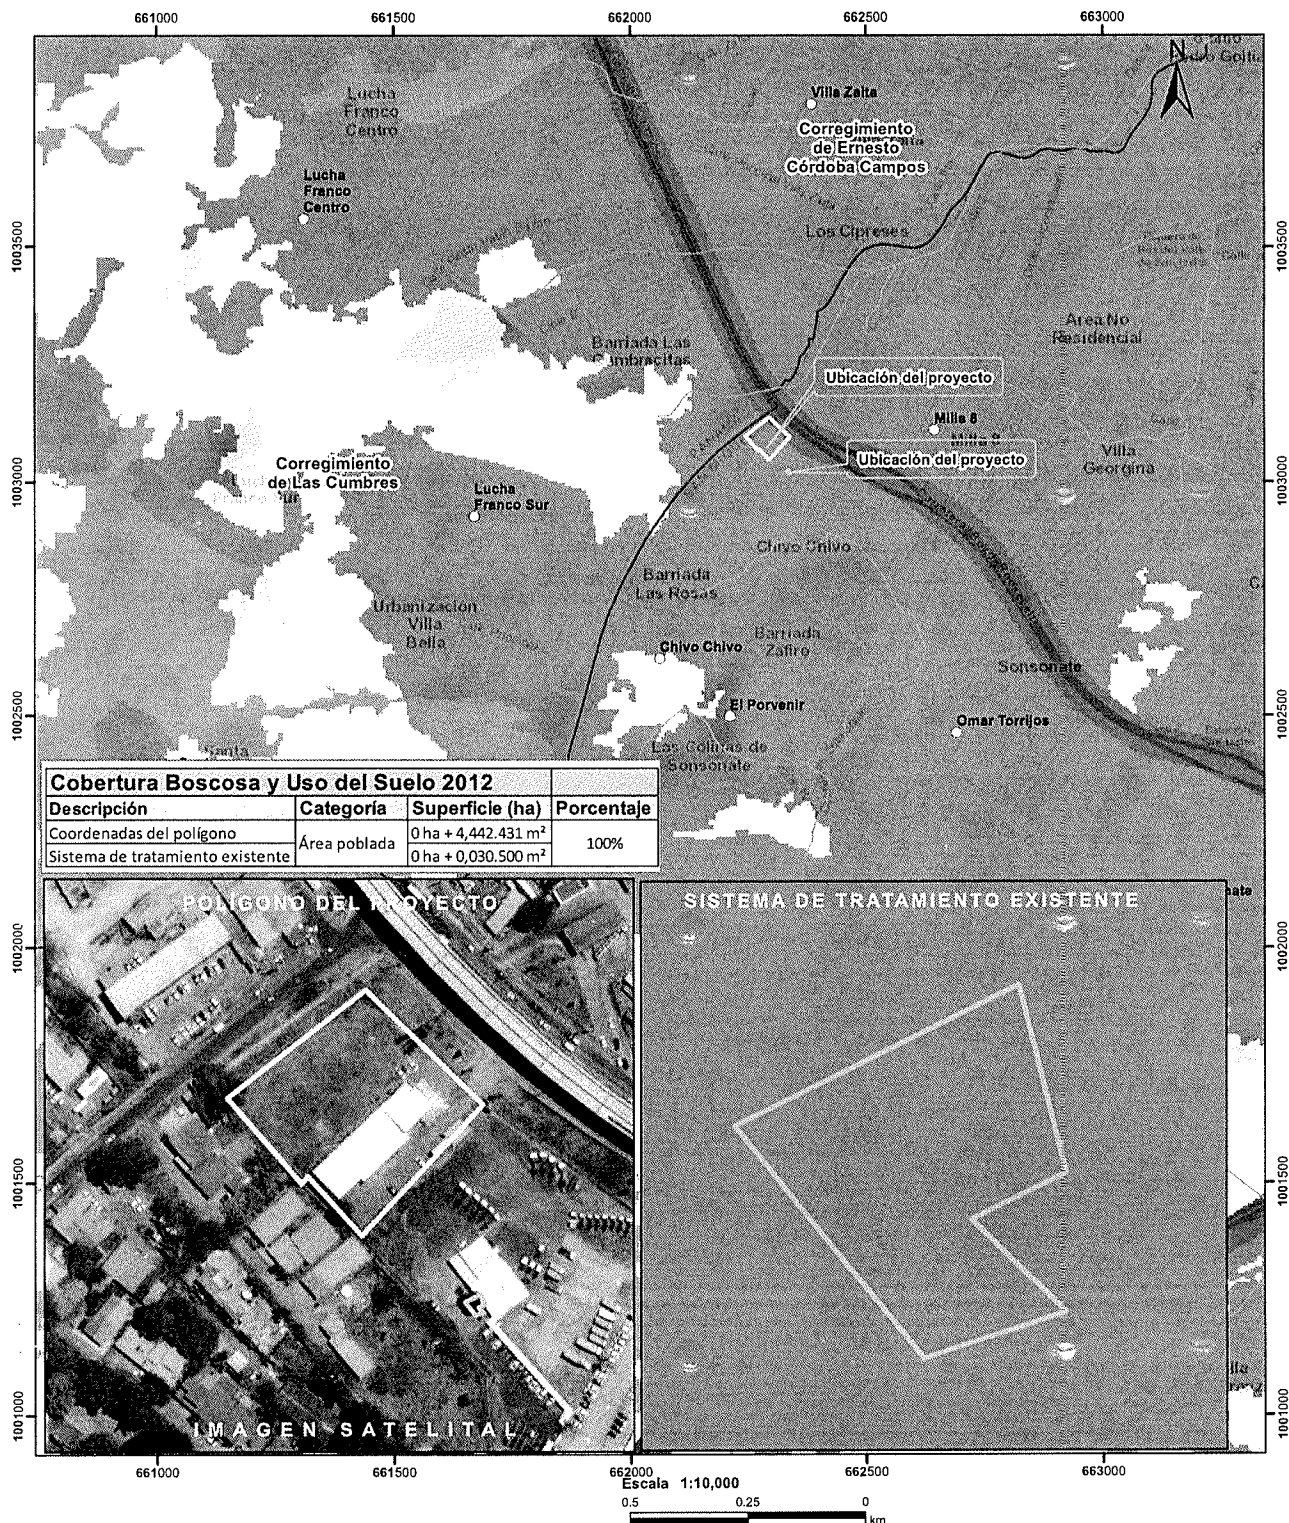 661000
661500
662000
662500
663000
N
Villa Zaita
Lucha
Franco
Centro
Corregimiento
de Ernesto
Córdoba Campos
Lucha
Franco
Centro
1003500
1003500
Los Cipreses
Area No
Residencial
Barriada Las
Cumbrecitas
Ubicación del proyecto
Milla 8
Villa
Georgina
Ubicación del proyecto
Corregimiento
de Las Cumbres
1003000
1003000
Lucha
Franco Sur
Chivo Chivo
Barriada
Las Rosas
Urbanizacion
Villa
Bella
Barriada
Zafiro
Chivo Chivo
Sonsonate
El Porvenir
Omar Torrijos
1002500
1002500
Las Colinas de
Sonsonate
Santa
Cobertura Boscosa y Uso del Suelo 2012
Descripción Categoría Superficie (ha) Porcentaje
Coordenadas del polígono Área poblada 0 ha + 4,442.431 m² 100%
Sistema de tratamiento existente 0 ha + 0,030.500 m²
POLÍGONO DEL PROYECTO
SISTEMA DE TRATAMIENTO EXISTENTE
1002000
1002000
1001500
1001500
1001000
1001000
IMAGEN SATELITAL
661000
661500
662000
662500
663000
Escala 1:10,000
0.5 0.25 0
km